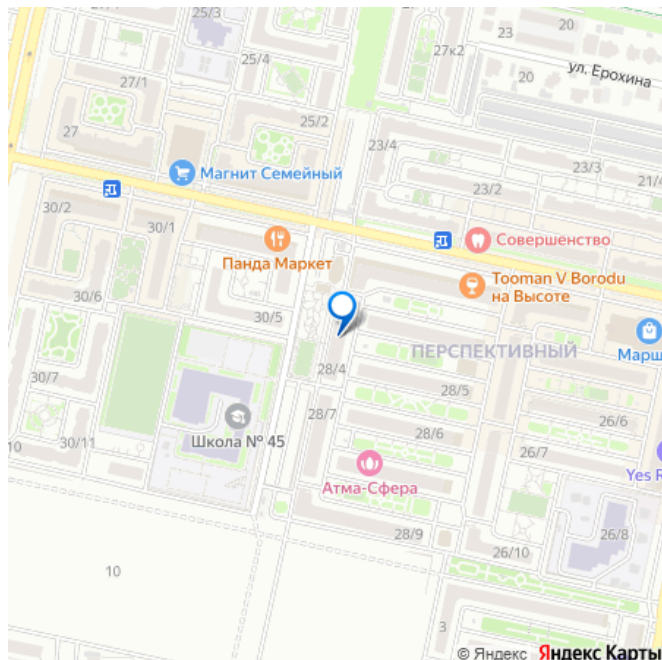 25/3
23
20
25/4
27к2
ул. Ерохина
20
27/1
25/2
27
23/4
23/3
Магнит Семейный
21/4
23/2
30/2
30/1
Совершенство
Панда Маркет
Tooman V Borodu
на Высоте
30/6
30/5
ПЕРСПЕКТИВНЫЙ
Марш
28/4
30/7
28/5
28/7
26/6
28/6
Школа № 45
10
30/11
26/7
Yes R
Атма-Сфера
28/9
26/8
26/10
10
3
© Яндекс Яндекс Карты